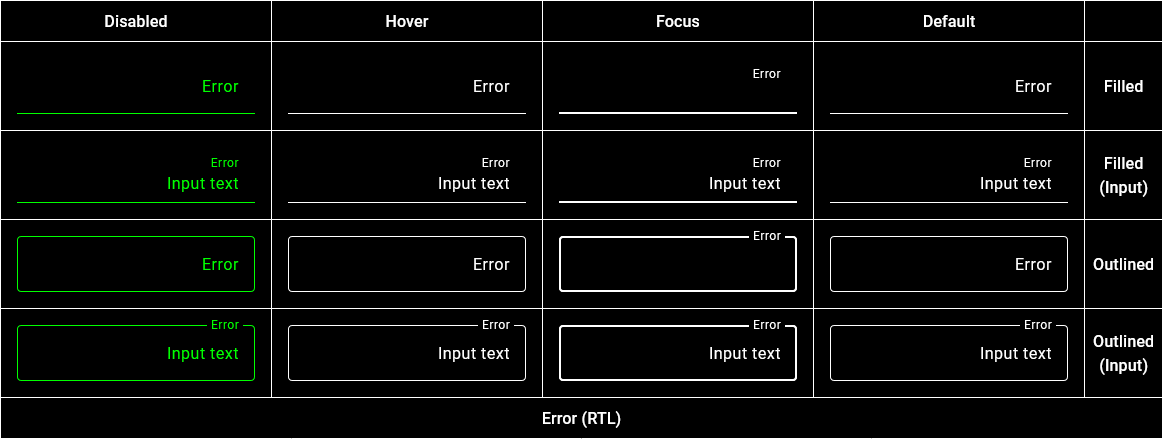 Disabled Hover Focus Default
Error Error Error Error Filled
Error Error Error Error Filled
Input text Input text Input text Input text (Input)
Error Error Error Error Outlined
Error Error Error Error Outlined
Input text Input text Input text Input text (Input)
Error (RTL)